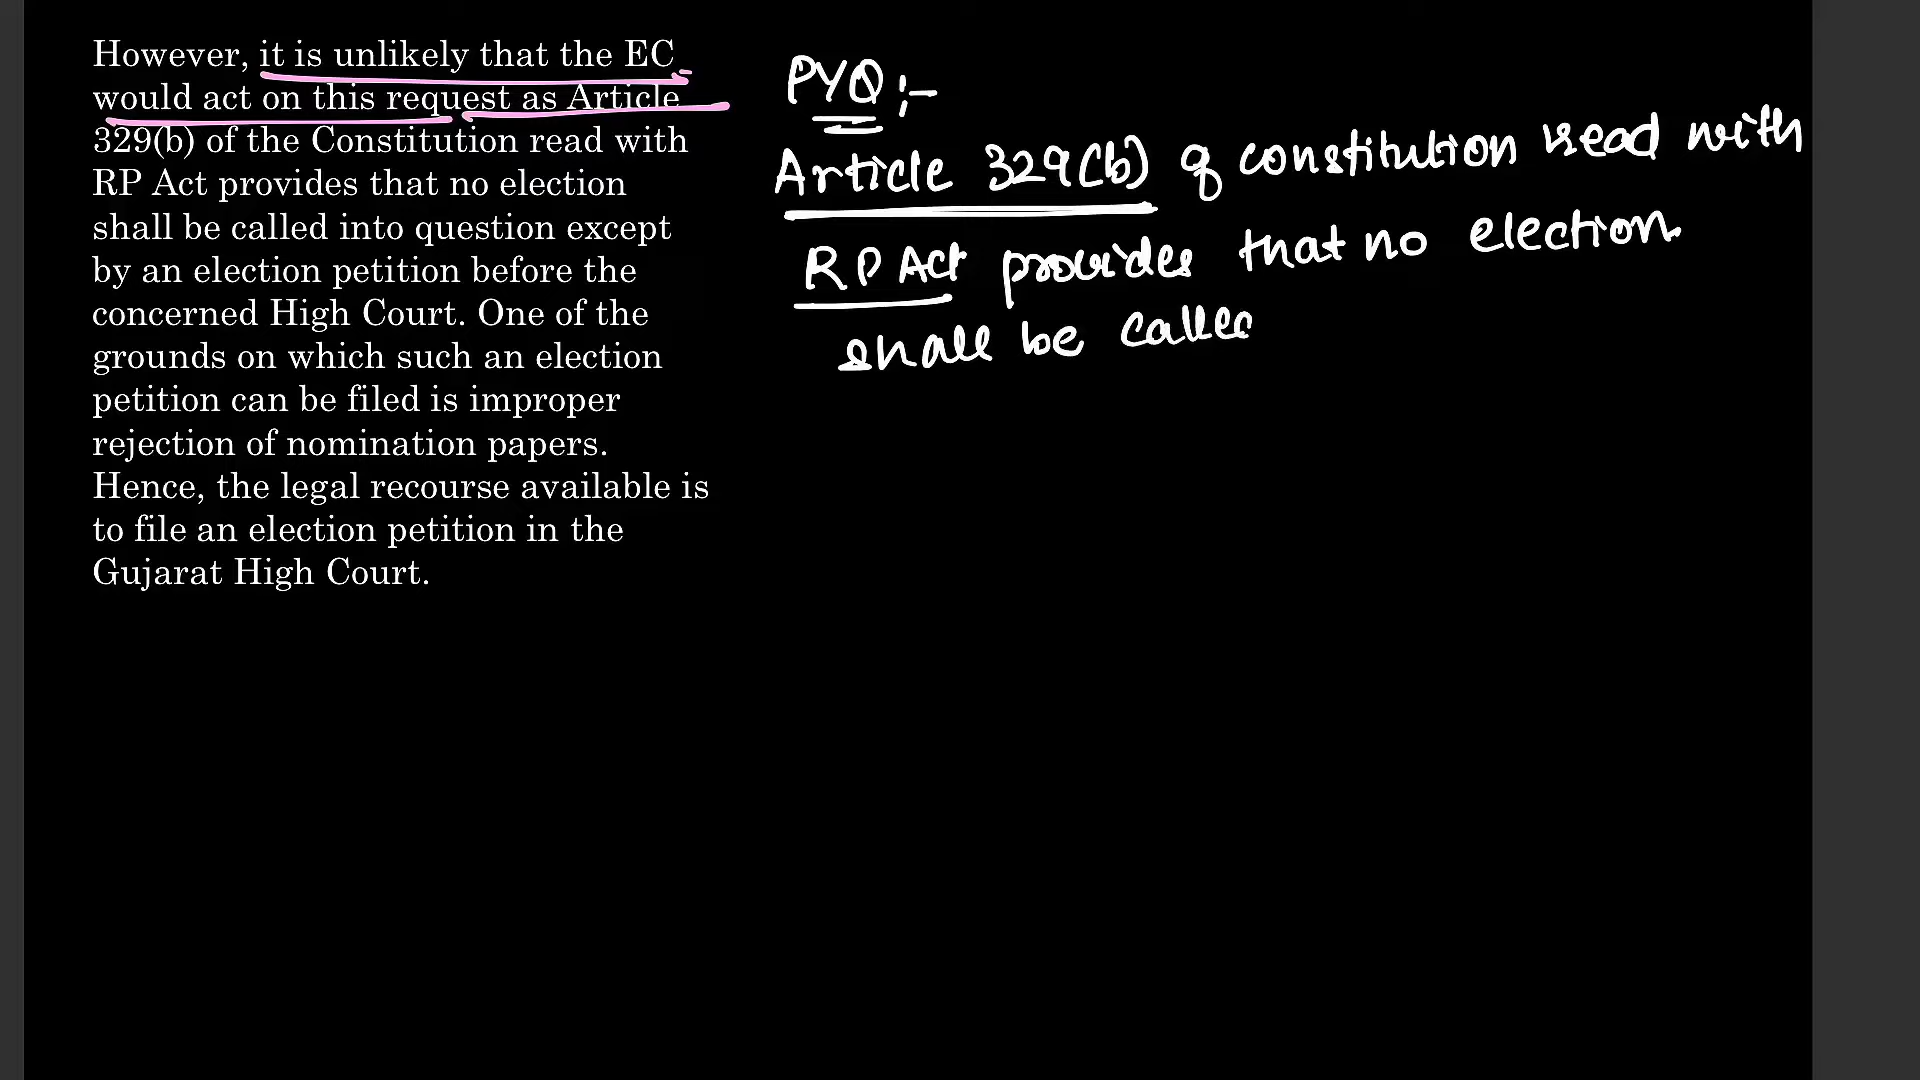 However, it is unlikely that the EC
would act on this request as Article
329(b) of the Constitution read with
RP Act provides that no election
shall be called into question except
by an election petition before the
concerned High Court. One of the
grounds on which such an election
petition can be filed is improper
rejection of nomination papers.
Hence, the legal recourse available is
to file an election petition in the
Gujarat High Court.
PYQ:-
Article 329(b) of constitution read with
RP Act provides that no election
shall be called